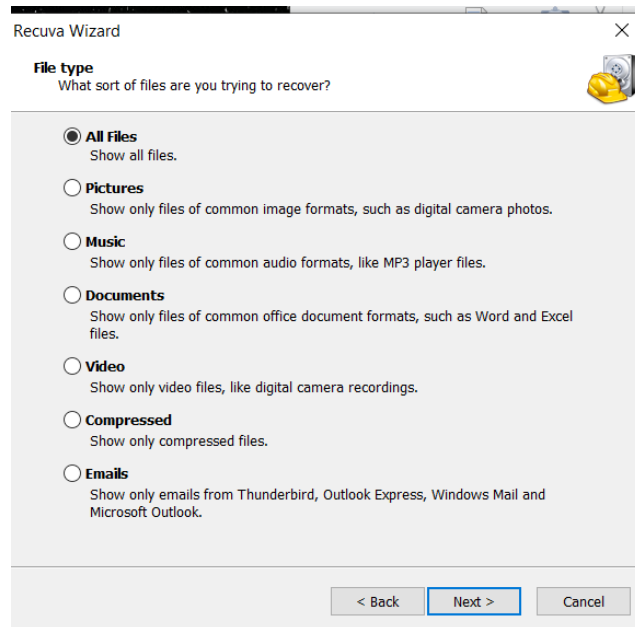 Recuva Wizard
File type
What sort of files are you trying to recover?
All Files
Show all files.
Pictures
Show only files of common image formats, such as digital camera photos.
Music
Show only files of common audio formats, like MP3 player files.
Documents
Show only files of common office document formats, such as Word and Excel
files.
Video
Show only video files, like digital camera recordings.
Compressed
Show only compressed files.
Emails
Show only emails from Thunderbird, Outlook Express, Windows Mail and
Microsoft Outlook.
< Back Next > Cancel